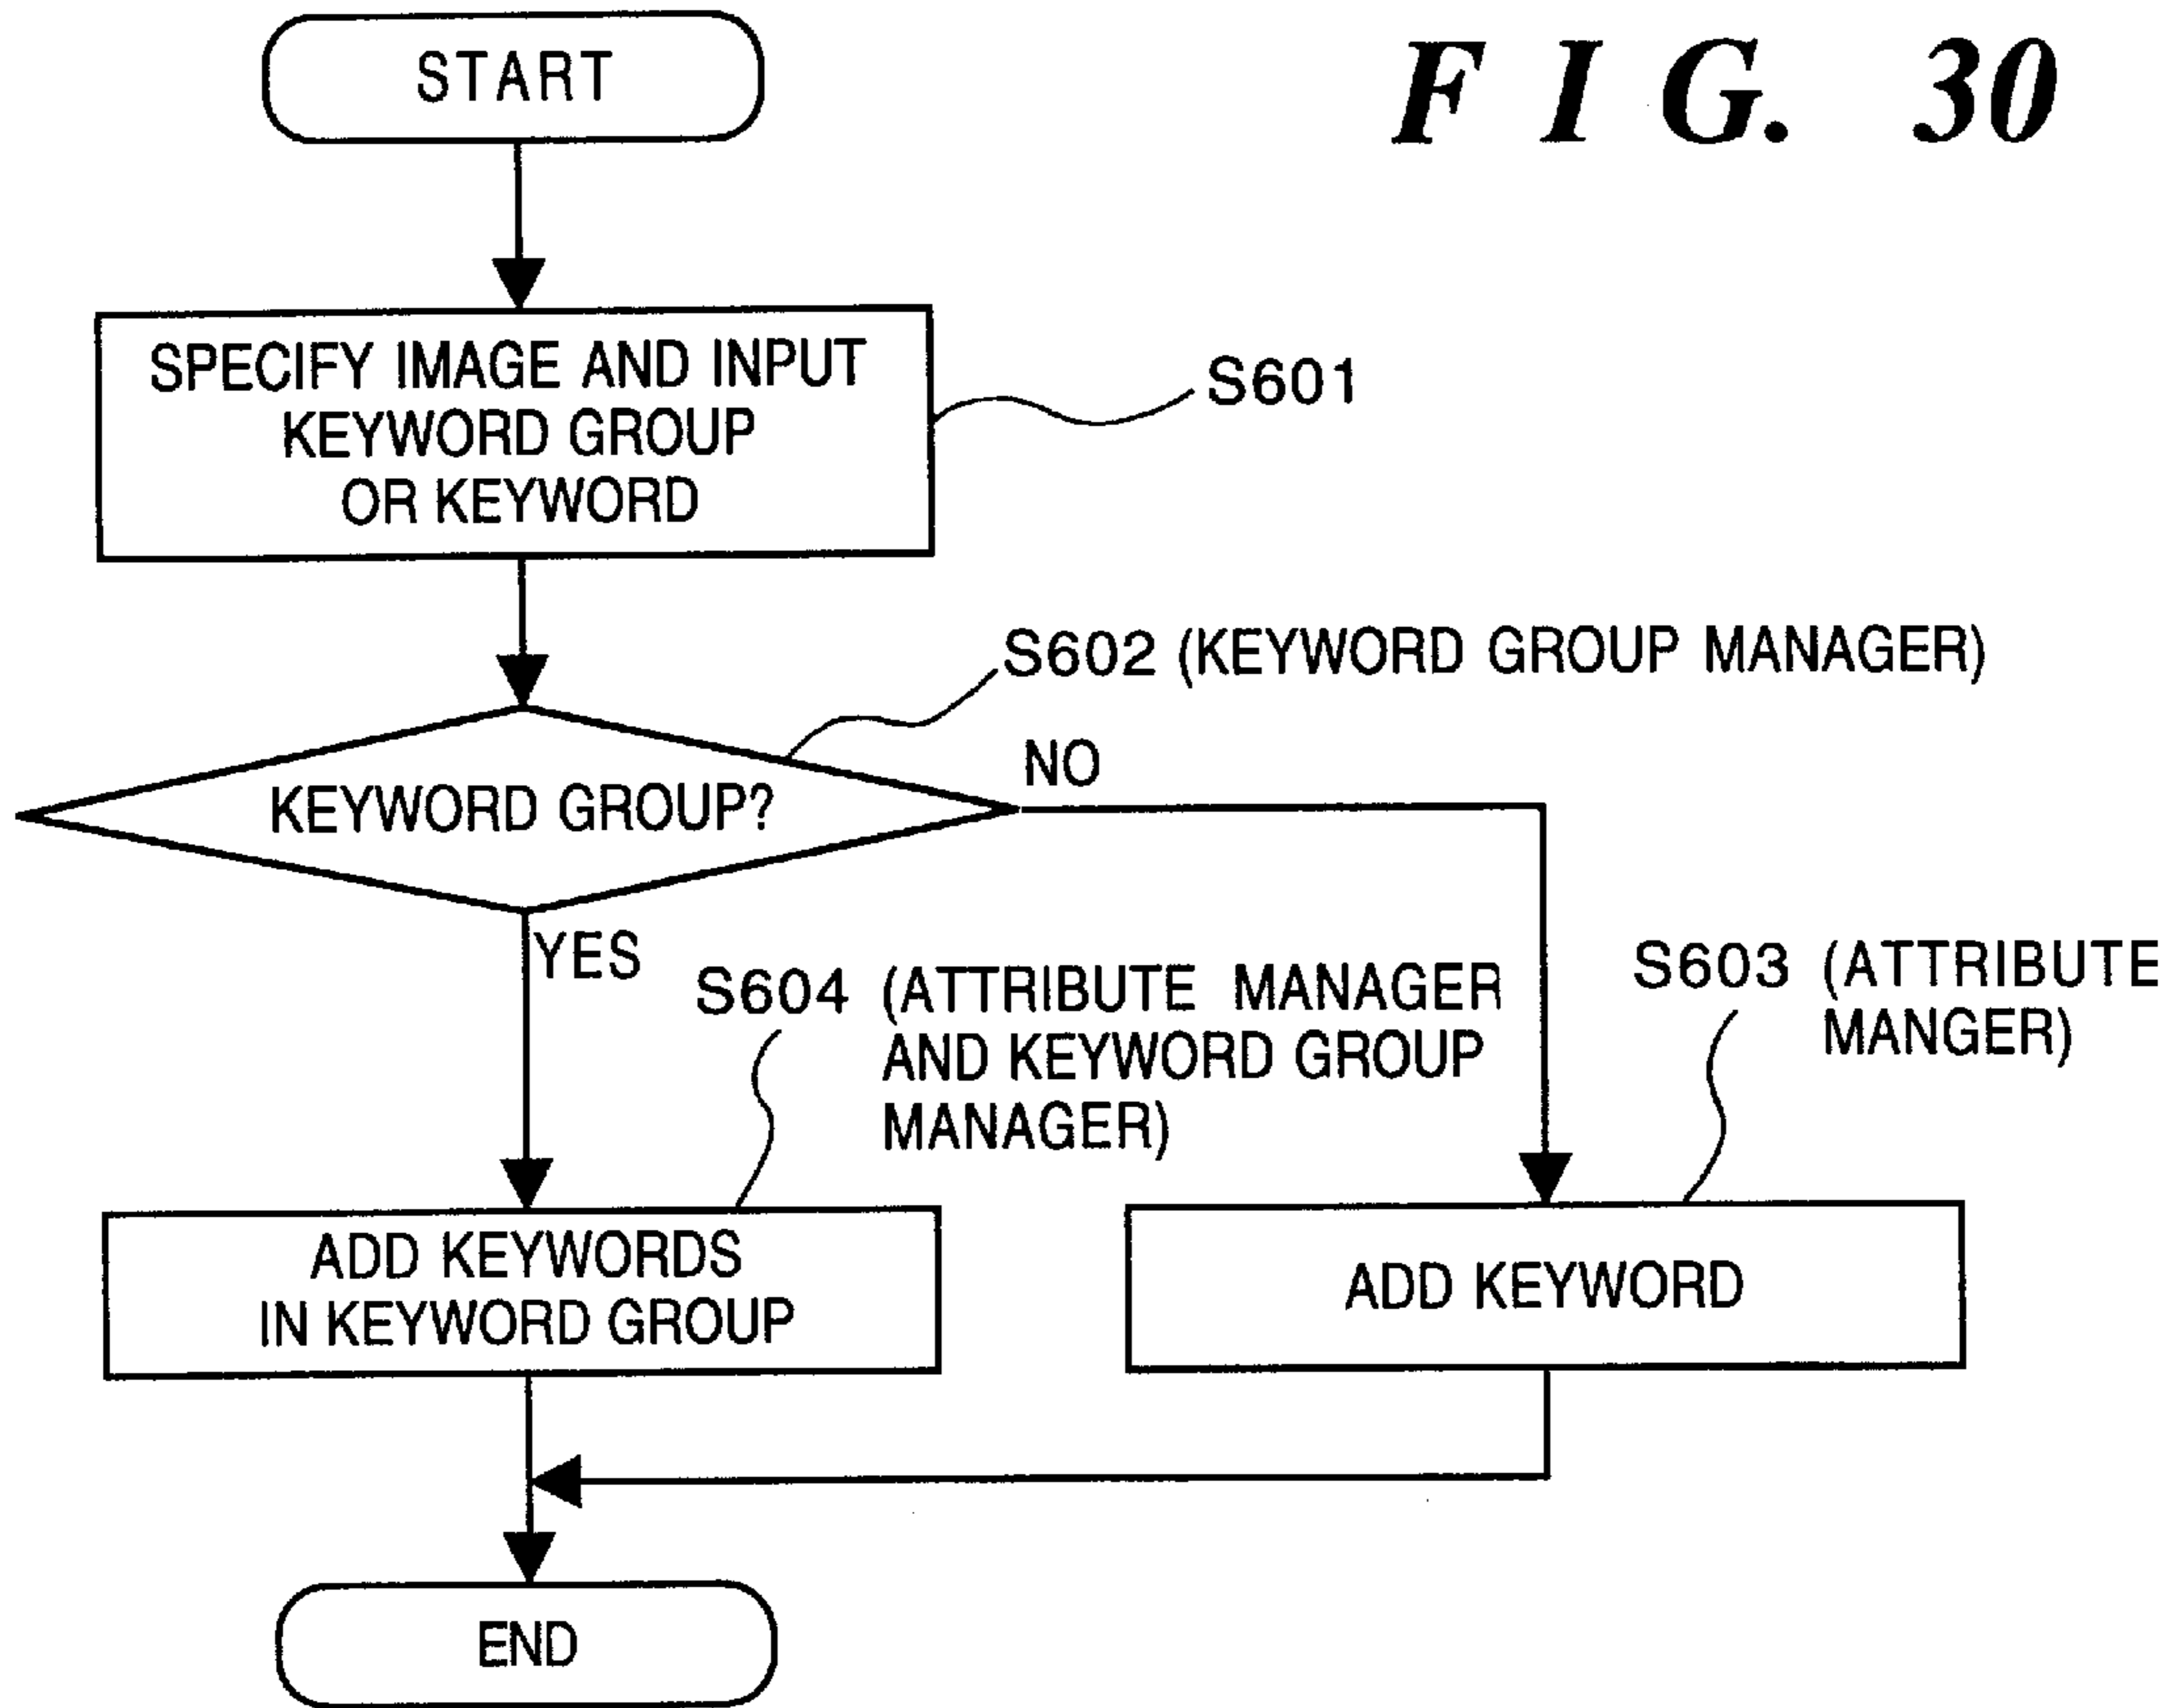 START
F I G. 30
SPECIFY IMAGE AND INPUT
KEYWORD GROUP
OR KEYWORD
S601
S602 (KEYWORD GROUP MANAGER)
KEYWORD GROUP?
NO
YES
S604 (ATTRIBUTE MANAGER
AND KEYWORD GROUP
MANAGER)
S603 (ATTRIBUTE
MANGER)
ADD KEYWORDS
IN KEYWORD GROUP
ADD KEYWORD
END